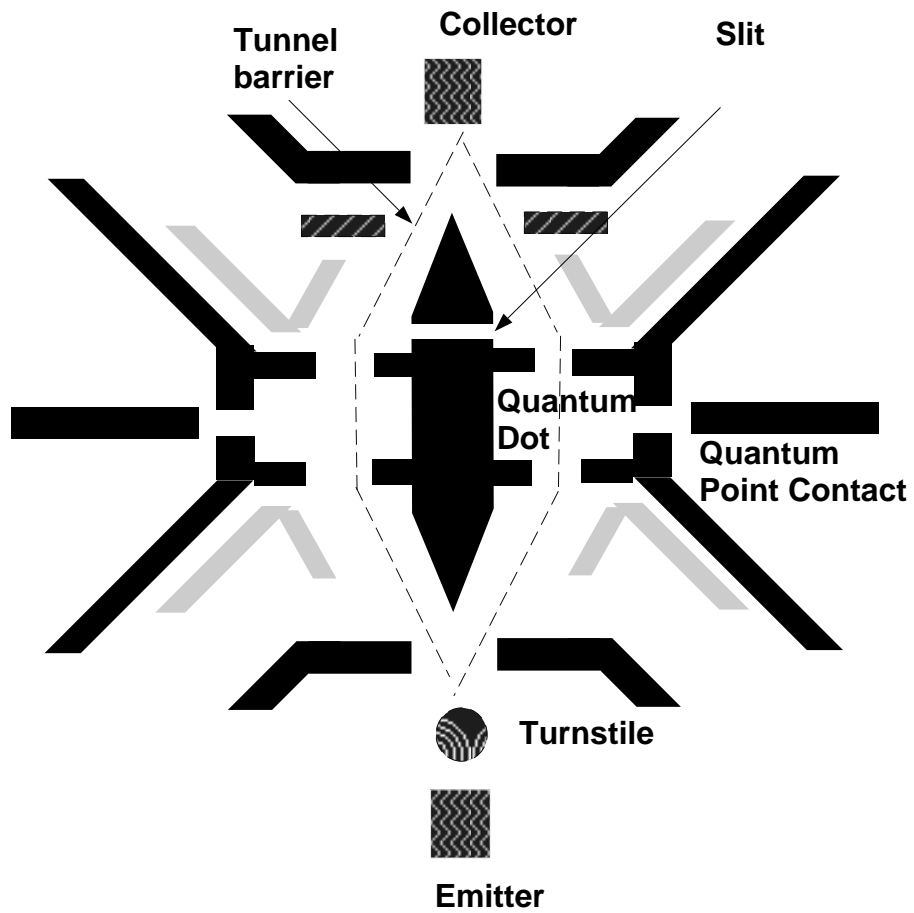 Collector
Slit
Tunnel
barrier
Quantum
Dot
Quantum
Point Contact
Turnstile
Emitter